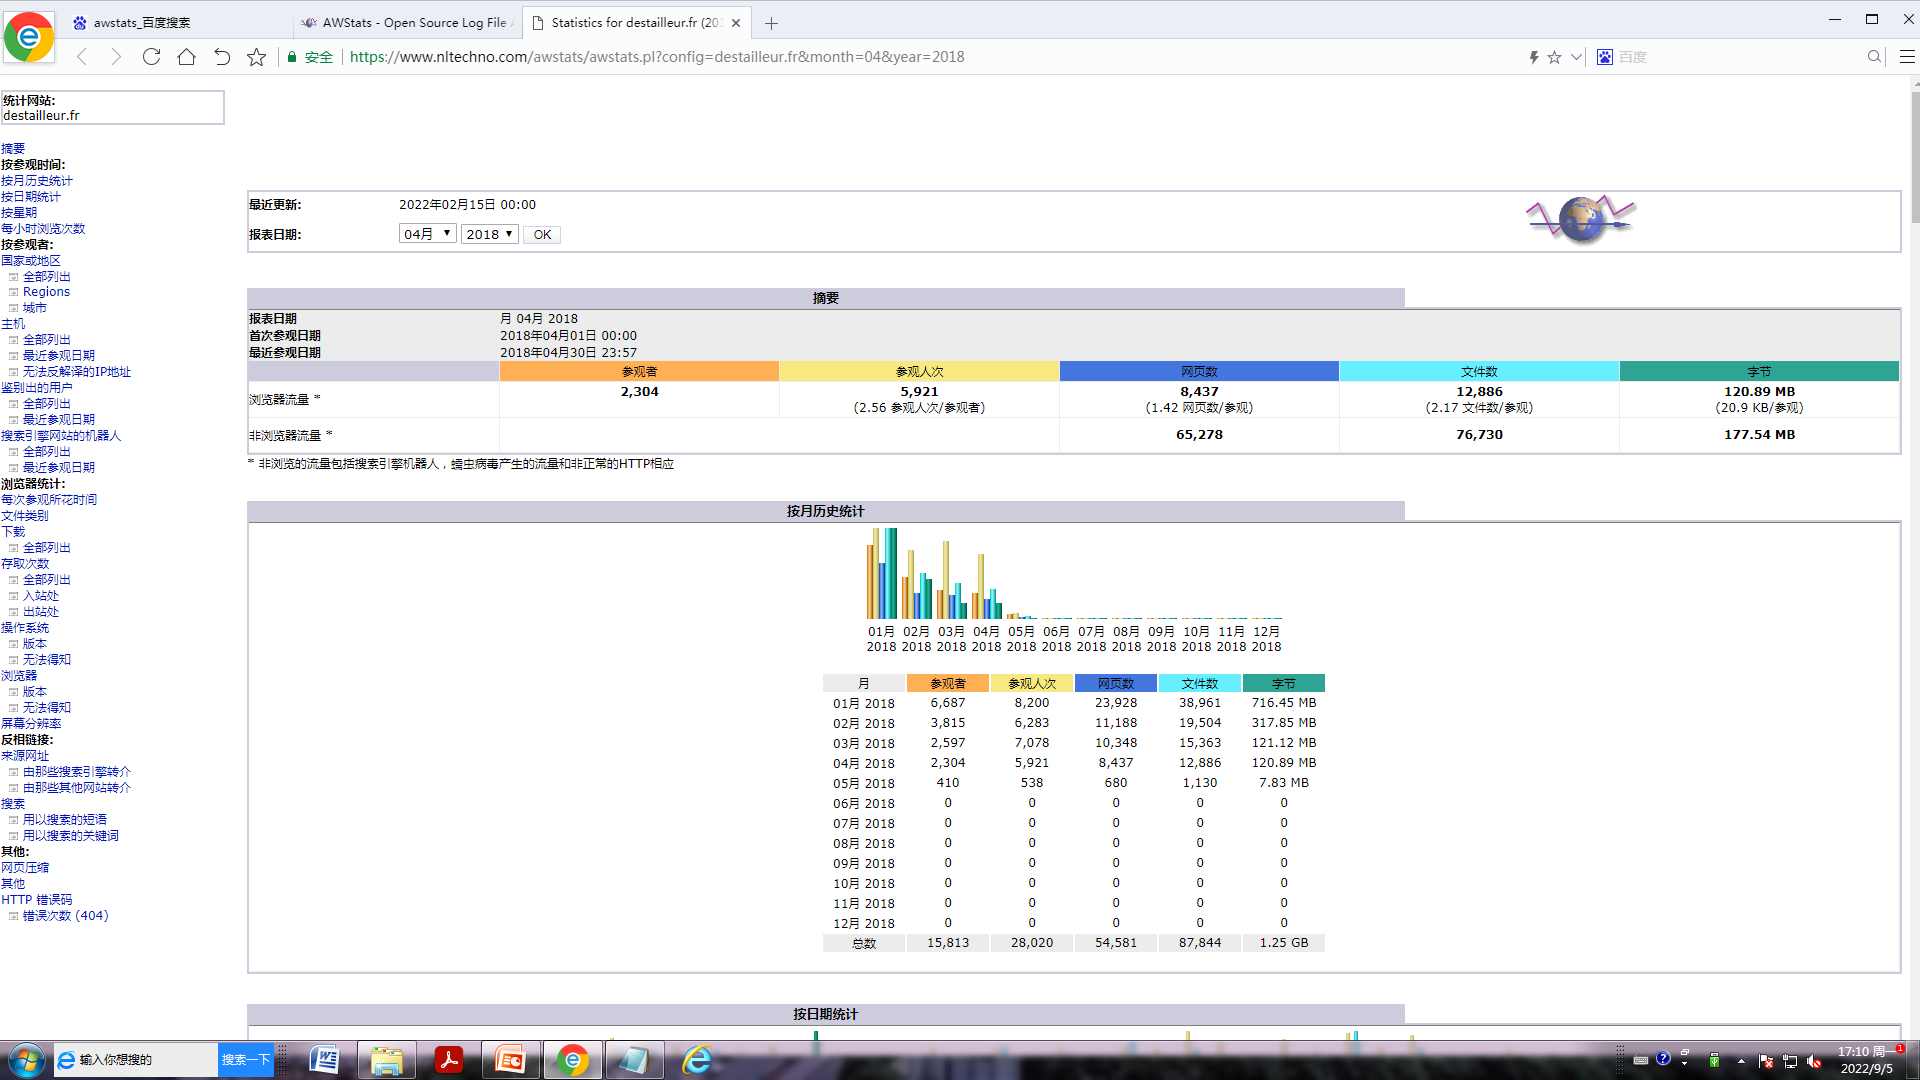 awstats_百度搜索
AWStats - Open Source Log File
Statistics for destailleur.fr (20
安全
https://www.nltechno.com/awstats/awstats.pl?config=destailleur.fr&month=04&year=2018
百度
统计网站:
destailleur.fr
摘要
按参观时间:
按月历史统计
按日期统计
按星期
每小时浏览次数
按参观者:
国家或地区
全部列出
Regions
城市
主机
全部列出
最近参观日期
无法反解译的IP地址
鉴别出的用户
全部列出
最近参观日期
搜索引擎网站的机器人
全部列出
最近参观日期
浏览器统计:
每次参观所花时间
文件类别
下载
全部列出
存取次数
全部列出
入站处
出站处
操作系统
版本
无法得知
浏览器
版本
无法得知
屏幕分辨率
反相链接:
来源网址
由那些搜索引擎转介
由那些其他网站转介
搜索
用以搜索的短语
用以搜索的关键词
其他:
网页压缩
其他
HTTP 错误码
错误次数 (404)
最近更新: 2022年02月15日 00:00
报表日期: 04月 2018 OK
摘要
报表日期 月 04月 2018
首次参观日期 2018年04月01日 00:00
最近参观日期 2018年04月30日 23:57
参观者 参观人次 网页数 文件数 字节
浏览器流量 * 2,304 5,921 8,437 12,886 120.89 MB
(2.56 参观人次/参观者) (1.42 网页数/参观) (2.17 文件数/参观) (20.9 KB/参观)
非浏览器流量 * 65,278 76,730 177.54 MB
* 非浏览的流量包括搜索引擎机器人，蠕虫病毒产生的流量和非正常的HTTP相应
按月历史统计
01月 02月 03月 04月 05月 06月 07月 08月 09月 10月 11月 12月
2018 2018 2018 2018 2018 2018 2018 2018 2018 2018 2018 2018
月 参观者 参观人次 网页数 文件数 字节
01月 2018 6,687 8,200 23,928 38,961 716.45 MB
02月 2018 3,815 6,283 11,188 19,504 317.85 MB
03月 2018 2,597 7,078 10,348 15,363 121.12 MB
04月 2018 2,304 5,921 8,437 12,886 120.89 MB
05月 2018 410 538 680 1,130 7.83 MB
06月 2018 0 0 0 0 0
07月 2018 0 0 0 0 0
08月 2018 0 0 0 0 0
09月 2018 0 0 0 0 0
10月 2018 0 0 0 0 0
11月 2018 0 0 0 0 0
12月 2018 0 0 0 0 0
总数 15,813 28,020 54,581 87,844 1.25 GB
按日期统计
输入你想搜的
搜索一下
17:10 周一
1
2022/9/5